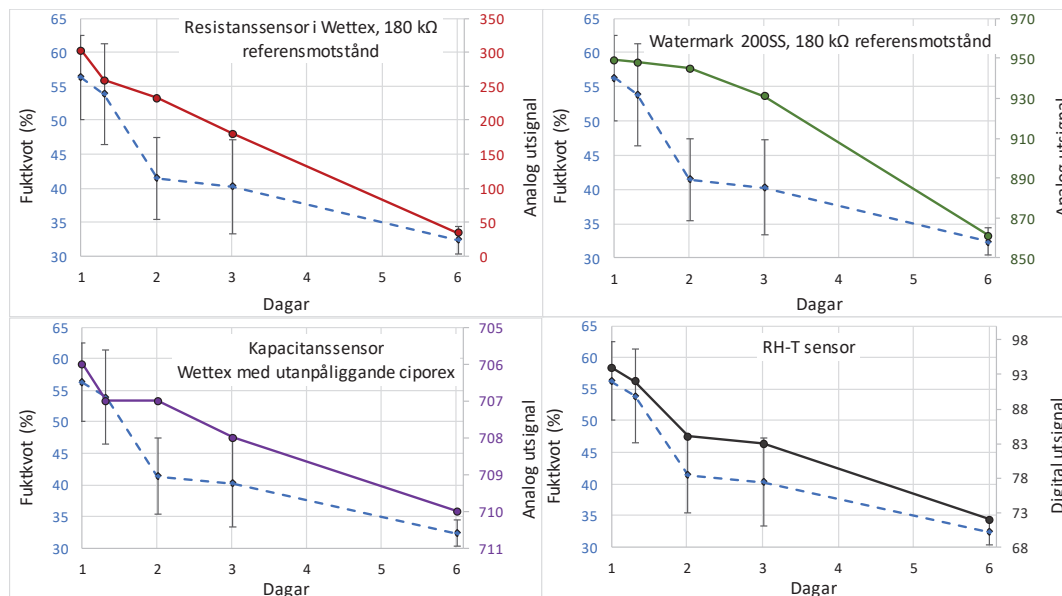 Resistanssensor i Wettex, 180 kΩ
referensmotstånd
Fuktkvot (%)
65
60
55
50
45
40
35
30
350
300
250
200
150
100
50
0
Analog utsignal
1 2 3 4 5 6
Dagar
Watermark 200SS, 180 kΩ referensmotstånd
Fuktkvot (%)
65
60
55
50
45
40
35
30
970
950
930
910
890
870
850
Analog utsignal
1 2 3 4 5 6
Dagar
Kapacitanssensor
Wettex med utanpåliggande ciporex
Fuktkvot (%)
65
60
55
50
45
40
35
30
705
706
707
708
709
710
711
Analog utsignal
1 2 3 4 5 6
Dagar
RH-T sensor
Fuktkvot (%)
65
60
55
50
45
40
35
30
98
93
88
83
78
73
68
Digital utsignal
1 2 3 4 5 6
Dagar